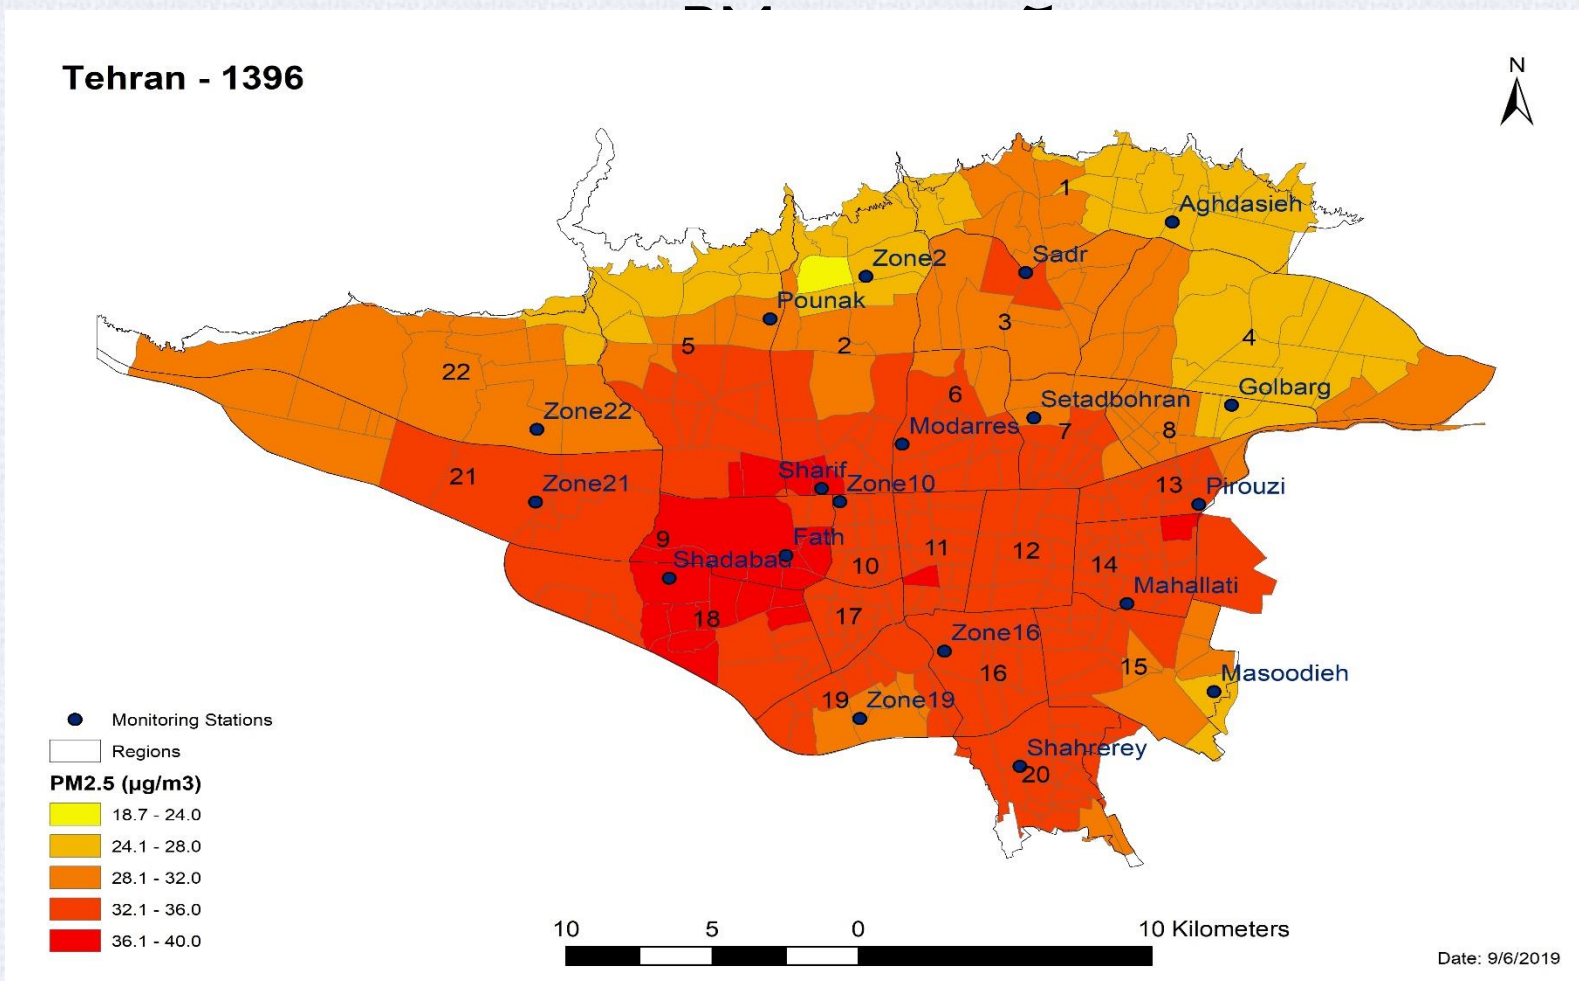 Tehran - 1396
N
1
Aghdasieh
Zone2
Sadr
Pounak
3
4
5
2
22
6
Golbarg
Setadbohran
Zone22
Modarres
7
8
Sharif
21
Zone21
Zone10
13
Pirouzi
9
Fath
11
12
Shadabad
10
14
Mahallati
18
17
Zone16
16
15
Masoodieh
19
Zone19
Shahrerey
20
Monitoring Stations
Regions
PM2.5 (µg/m3)
18.7 - 24.0
24.1 - 28.0
28.1 - 32.0
32.1 - 36.0
36.1 - 40.0
10 5 0 10 Kilometers
Date: 9/6/2019